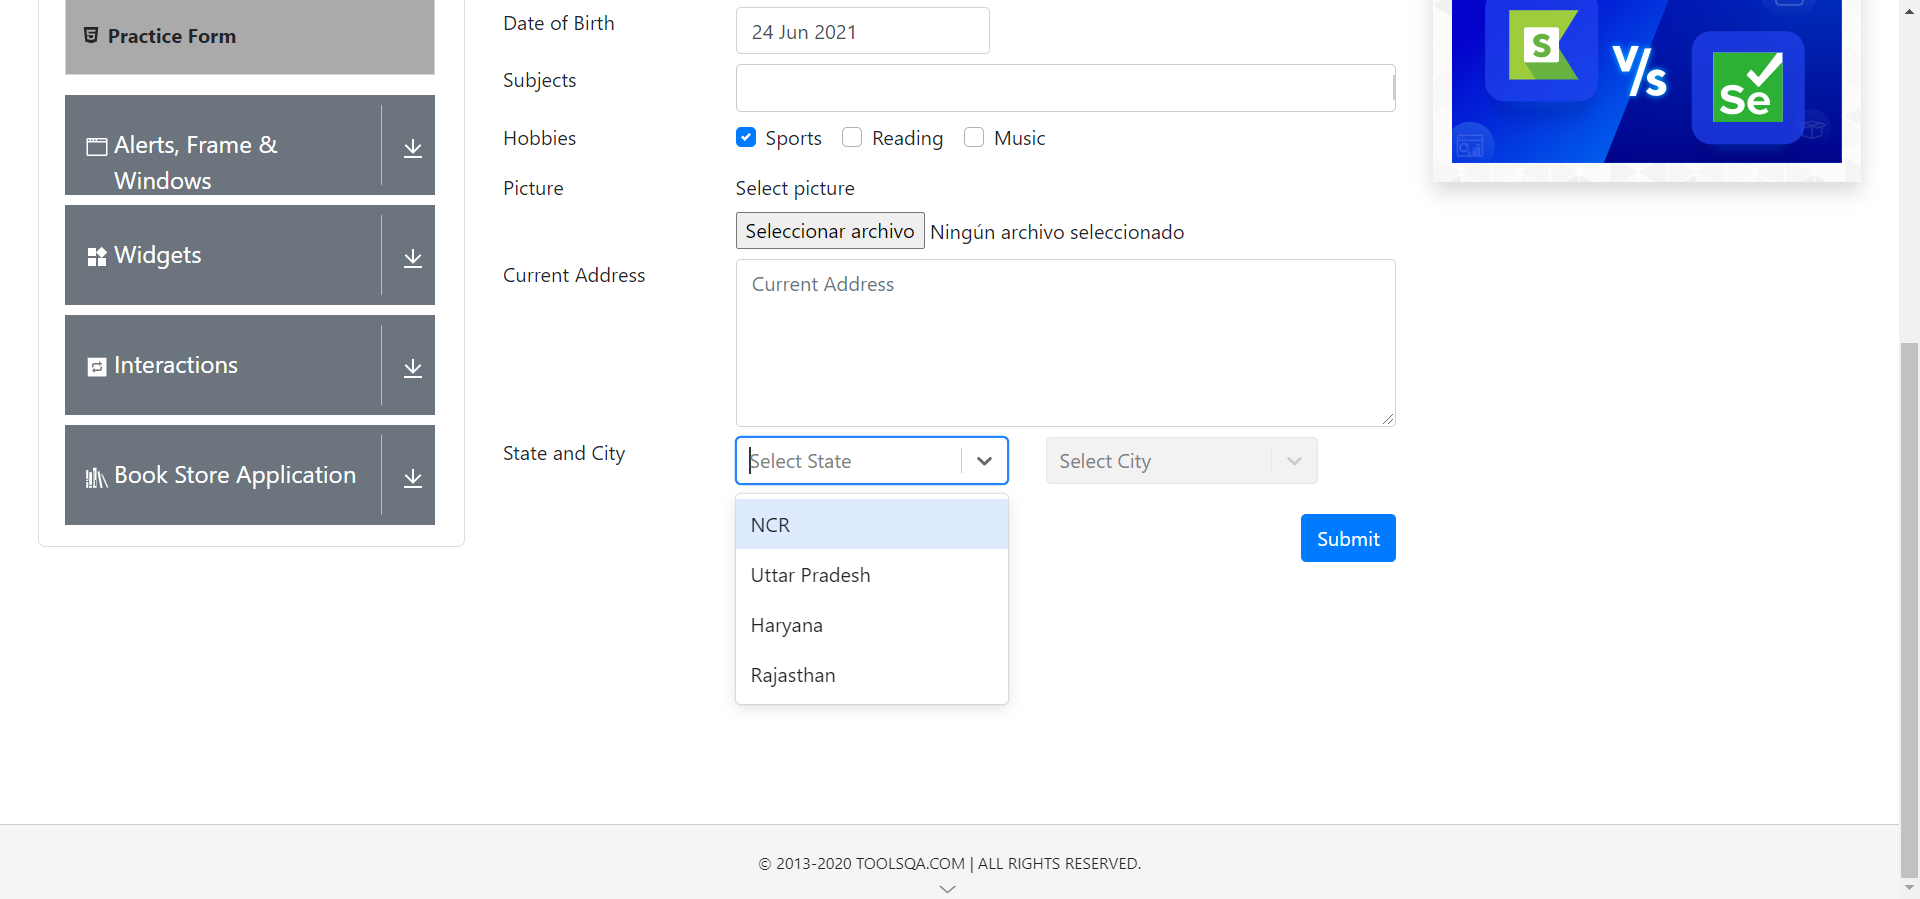 Practice Form
Alerts, Frame &
Windows
Widgets
Interactions
Book Store Application
Date of Birth
24 Jun 2021
Subjects
Hobbies
Sports
Reading
Music
Picture
Select picture
Seleccionar archivo
Ningún archivo seleccionado
Current Address
Current Address
State and City
Select State
Select City
NCR
Uttar Pradesh
Haryana
Rajasthan
Submit
S
V/s
Se
© 2013-2020 TOOLSQA.COM | ALL RIGHTS RESERVED.